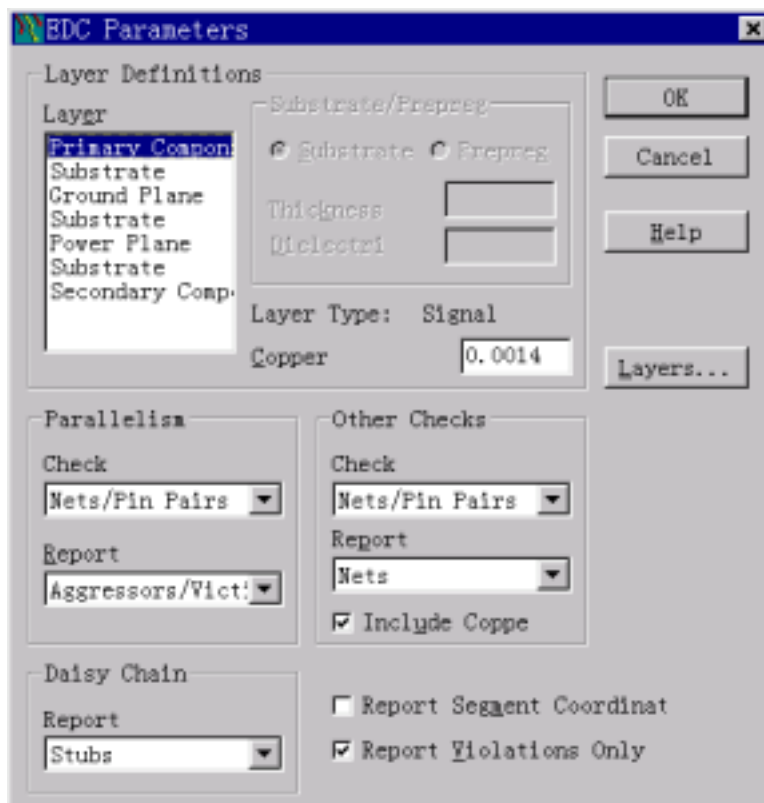 EDC Parameters
Layer Definitions
Layer
Primary Compon
Substrate
Ground Plane
Substrate
Power Plane
Substrate
Secondary Comp
Substrate/Prepreg
Substrate
Prepreg
Thickness
Dielectri
Layer Type: Signal
Copper
0.0014
OK
Cancel
Help
Layers...
Parallelism
Check
Nets/Pin Pairs
Report
Aggressors/Victi
Other Checks
Check
Nets/Pin Pairs
Report
Nets
Include Coppe
Daisy Chain
Report
Stubs
Report Segment Coordinat
Report Violations Only